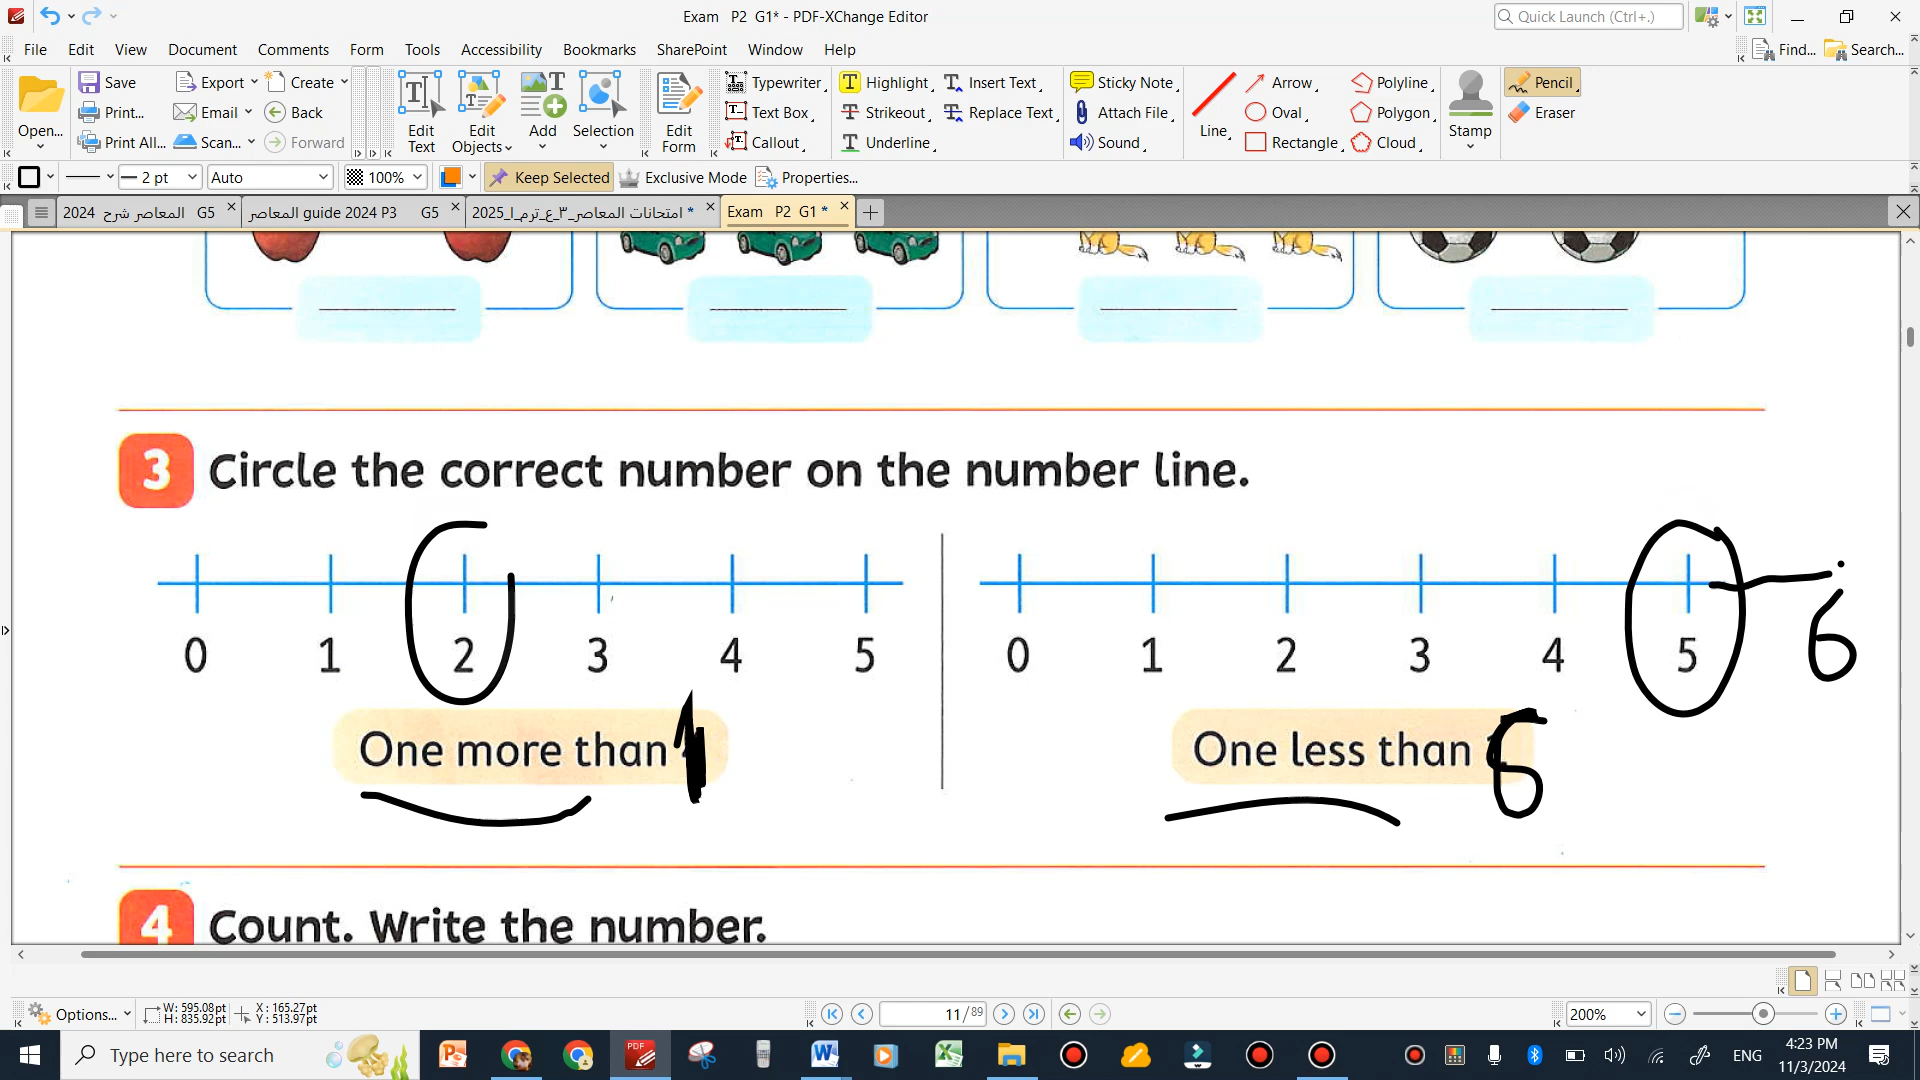 Exam P2 G1* - PDF-XChange Editor
Quick Launch (Ctrl+.)
File Edit View Document Comments Form Tools Accessibility Bookmarks SharePoint Window Help
Find... Search...
Open... Save Export Create
Print... Email Back
Print All... Scan... Forward
Edit Text Edit Objects Add Selection Edit Form
Typewriter Highlight Insert Text Sticky Note Arrow Polyline Pencil
Text Box Strikeout Replace Text Attach File Line Oval Polygon Stamp Eraser
Callout Underline Sound Rectangle Cloud
2 pt Auto 100% Keep Selected Exclusive Mode Properties...
المعاصر شرح 2024 G5
المعاصر guide 2024 P3 G5
امتحانات المعاصر_٣_ع_ترم_ا_2025 *
Exam P2 G1 *
3 Circle the correct number on the number line.
0 1 2 3 4 5
0 1 2 3 4 5 6
One more than 1
One less than 6
4 Count. Write the number.
Options...
W: 595.08pt
H: 835.92pt
X: 165.27pt
Y: 513.97pt
11 / 89
200%
Type here to search
ENG
4:23 PM
11/3/2024